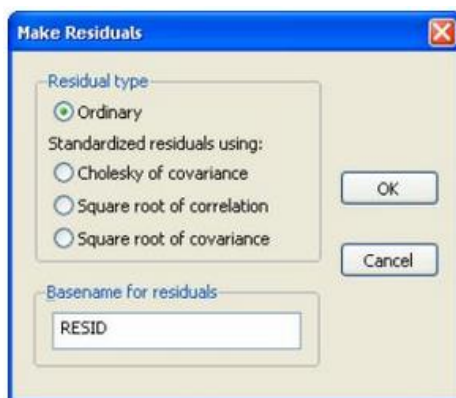 Make Residuals
Residual type
Ordinary
Standardized residuals using:
Cholesky of covariance
Square root of correlation
Square root of covariance
OK
Cancel
Basename for residuals
RESID